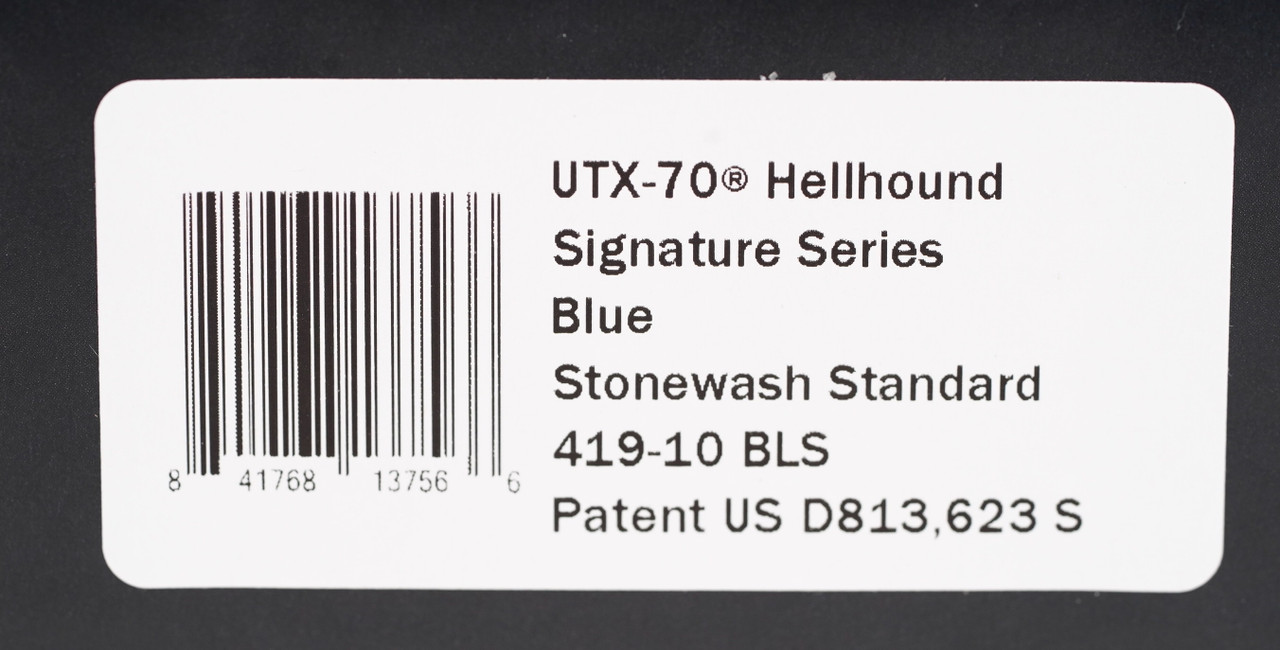 UTX-70® Hellhound
Signature Series
Blue
Stonewash Standard
419-10 BLS
Patent US D813,623 S
8 41768 13756 6